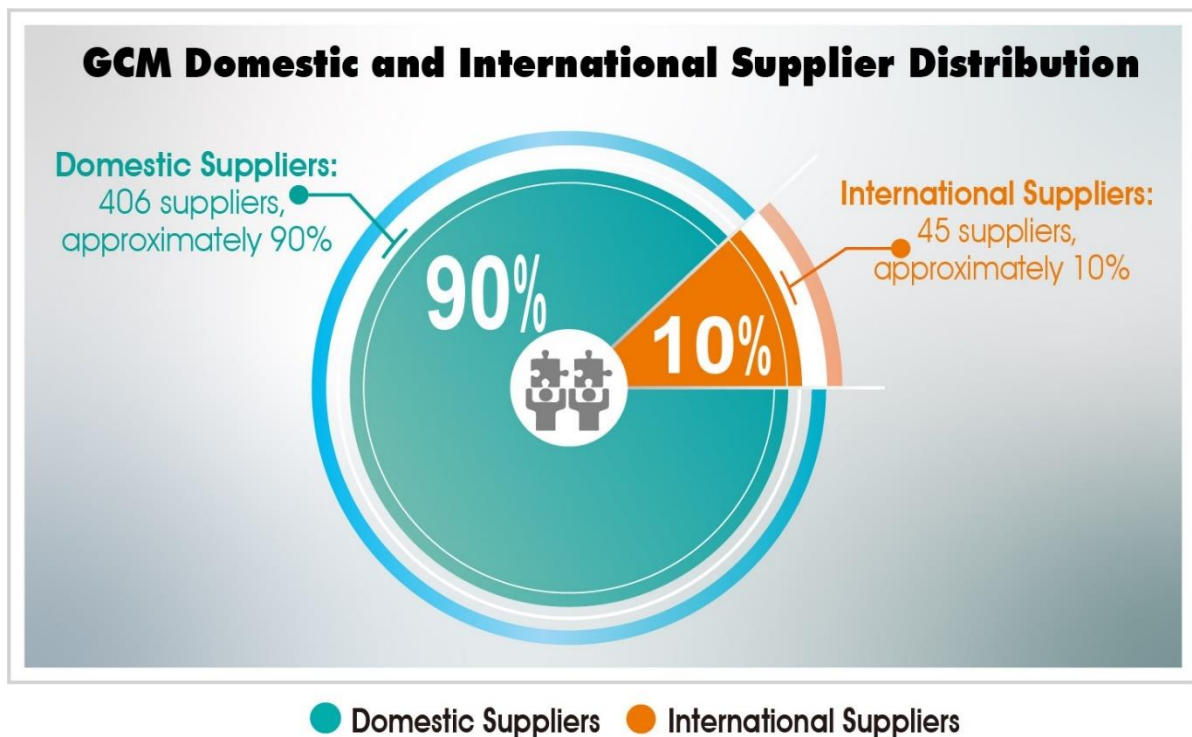 GCM Domestic and International Supplier Distribution
Domestic Suppliers:
406 suppliers,
approximately 90%
International Suppliers:
45 suppliers,
approximately 10%
90%
10%
Domestic Suppliers
International Suppliers